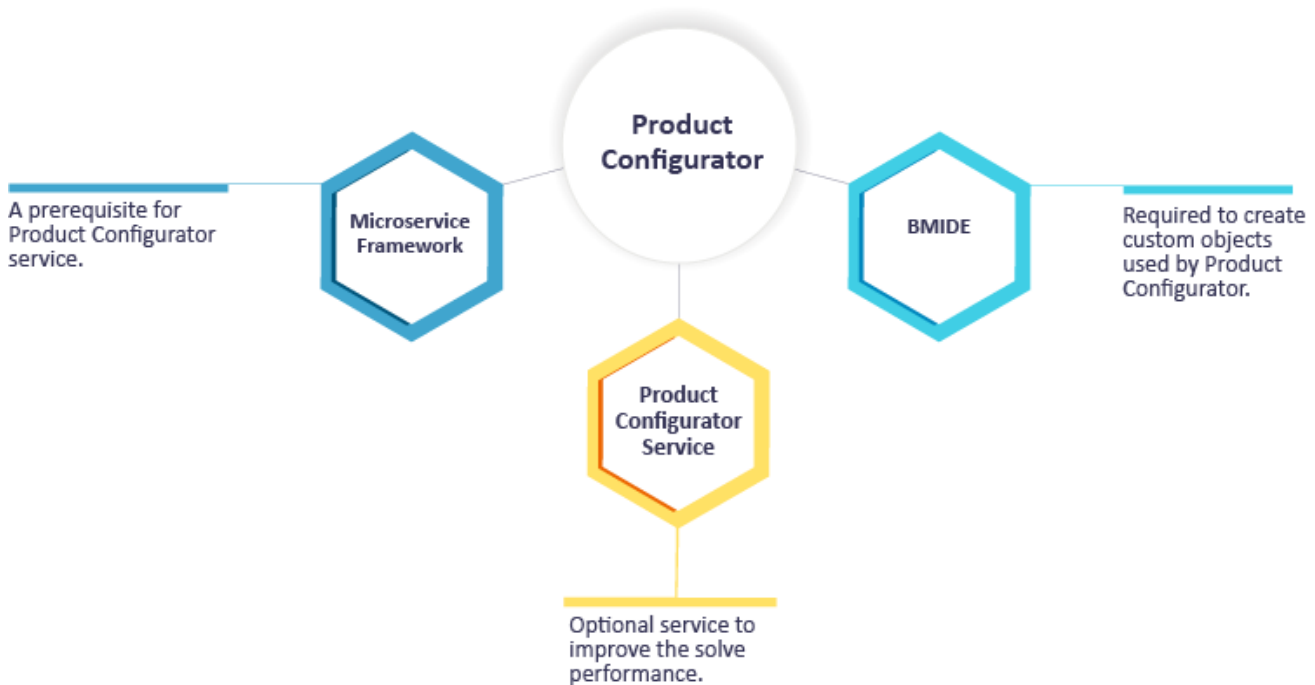 Product
Configurator
Microservice
Framework
A prerequisite for
Product Configurator
service.
BMIDE
Required to create
custom objects
used by Product
Configurator.
Product
Configurator
Service
Optional service to
improve the solve
performance.